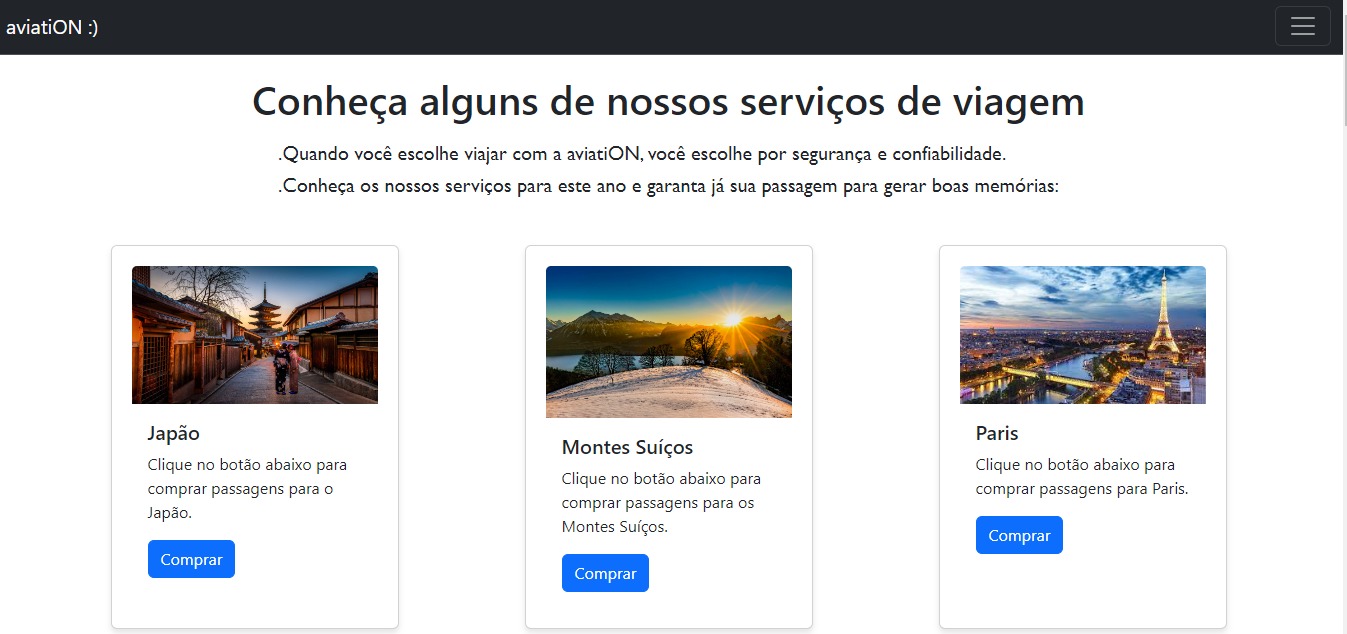 aviatiON :)
Conheça alguns de nossos serviços de viagem
.Quando você escolhe viajar com a aviatiON, você escolhe por segurança e confiabilidade.
.Conheça os nossos serviços para este ano e garanta já sua passagem para gerar boas memórias:
Japão
Clique no botão abaixo para
comprar passagens para o
Japão.
Comprar
Montes Suíços
Clique no botão abaixo para
comprar passagens para os
Montes Suíços.
Comprar
Paris
Clique no botão abaixo para
comprar passagens para Paris.
Comprar